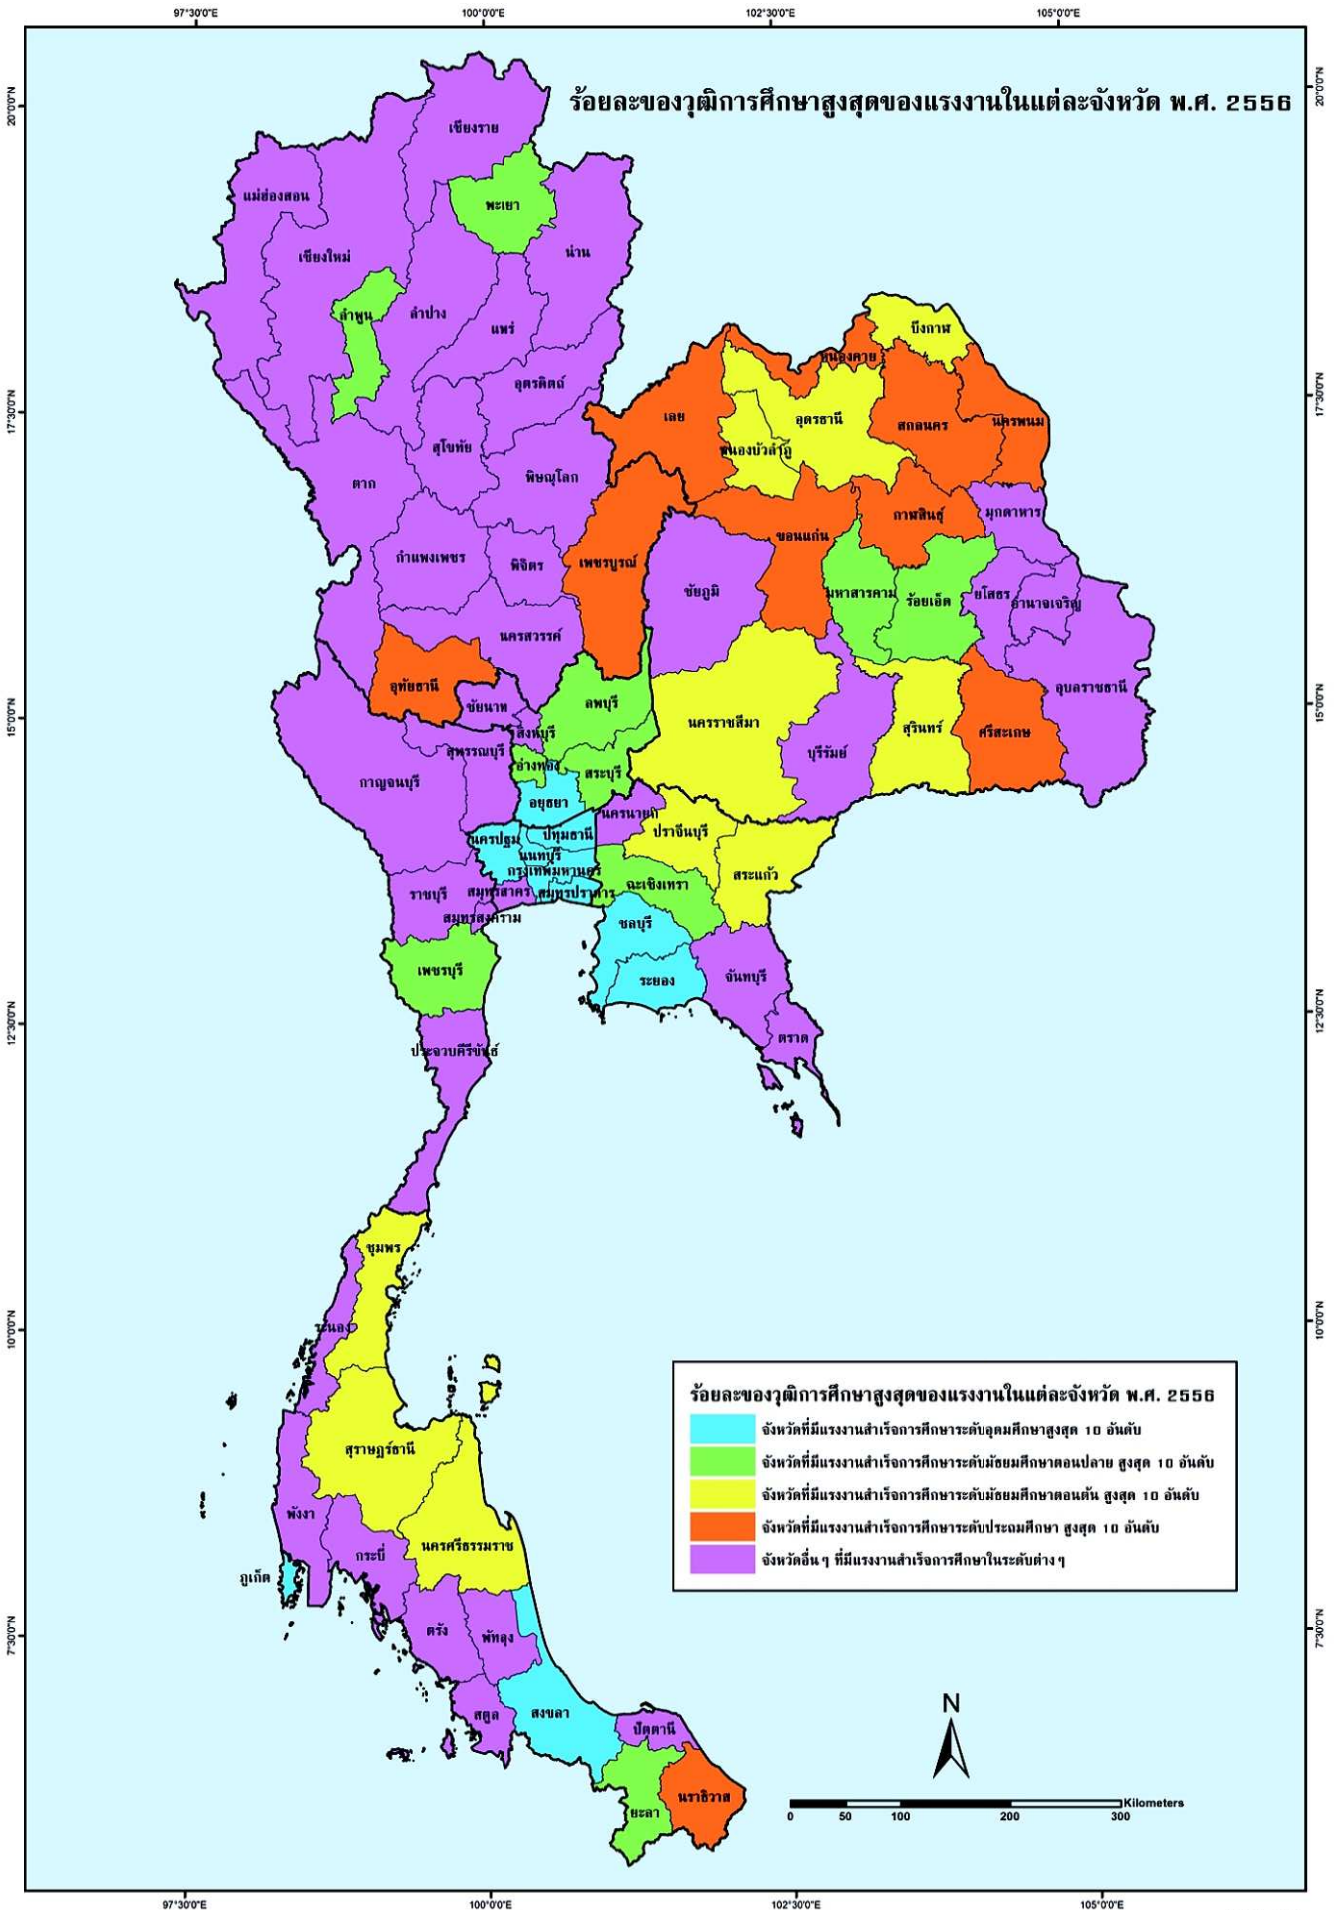 97°30'0"E 100°0'0"E 102°30'0"E 105°0'0"E
ร้อยละของวุฒิการศึกษาสูงสุดของแรงงานในแต่ละจังหวัด พ.ศ. 2556
20°0'0"N 20°0'0"N
เชียงราย
แม่ฮ่องสอน
พะเยา
น่าน
เชียงใหม่
ลำพูน
ลำปาง
แพร่
บึงกาฬ
หนองคาย
อุตรดิตถ์
17°30'0"N 17°30'0"N
เลย
อุดรธานี
สกลนคร
นครพนม
สุโขทัย
หนองบัวลำภู
ตาก
พิษณุโลก
มุกดาหาร
กาฬสินธุ์
ขอนแก่น
กำแพงเพชร
พิจิตร
เพชรบูรณ์
ชัยภูมิ
มหาสารคาม
ร้อยเอ็ด
ยโสธร
อำนาจเจริญ
นครสวรรค์
อุทัยธานี
อุบลราชธานี
ชัยนาท
ลพบุรี
15°0'0"N 15°0'0"N
นครราชสีมา
สุรินทร์
ศรีสะเกษ
สิงห์บุรี
สุพรรณบุรี
บุรีรัมย์
อ่างทอง
สระบุรี
กาญจนบุรี
อยุธยา
นครนายก
ปทุมธานี
ปราจีนบุรี
นครปฐม
นนทบุรี
กรุงเทพมหานคร
สระแก้ว
ฉะเชิงเทรา
ราชบุรี
สมุทรสาคร
สมุทรปราการ
สมุทรสงคราม
ชลบุรี
เพชรบุรี
ระยอง
จันทบุรี
12°30'0"N 12°30'0"N
ตราด
ประจวบคีรีขันธ์
ชุมพร
ระนอง
10°0'0"N 10°0'0"N
ร้อยละของวุฒิการศึกษาสูงสุดของแรงงานในแต่ละจังหวัด พ.ศ. 2556
จังหวัดที่มีแรงงานสำเร็จการศึกษาระดับอุดมศึกษาสูงสุด 10 อันดับ
จังหวัดที่มีแรงงานสำเร็จการศึกษาระดับมัธยมศึกษาตอนปลาย สูงสุด 10 อันดับ
จังหวัดที่มีแรงงานสำเร็จการศึกษาระดับมัธยมศึกษาตอนต้น สูงสุด 10 อันดับ
จังหวัดที่มีแรงงานสำเร็จการศึกษาระดับประถมศึกษา สูงสุด 10 อันดับ
จังหวัดอื่นๆ ที่มีแรงงานสำเร็จการศึกษาในระดับต่างๆ
สุราษฎร์ธานี
พังงา
นครศรีธรรมราช
กระบี่
ภูเก็ต
7°30'0"N 7°30'0"N
ตรัง
พัทลุง
สตูล
สงขลา
ปัตตานี
นราธิวาส
ยะลา
N
Kilometers
0 50 100 200 300
97°30'0"E 100°0'0"E 102°30'0"E 105°0'0"E